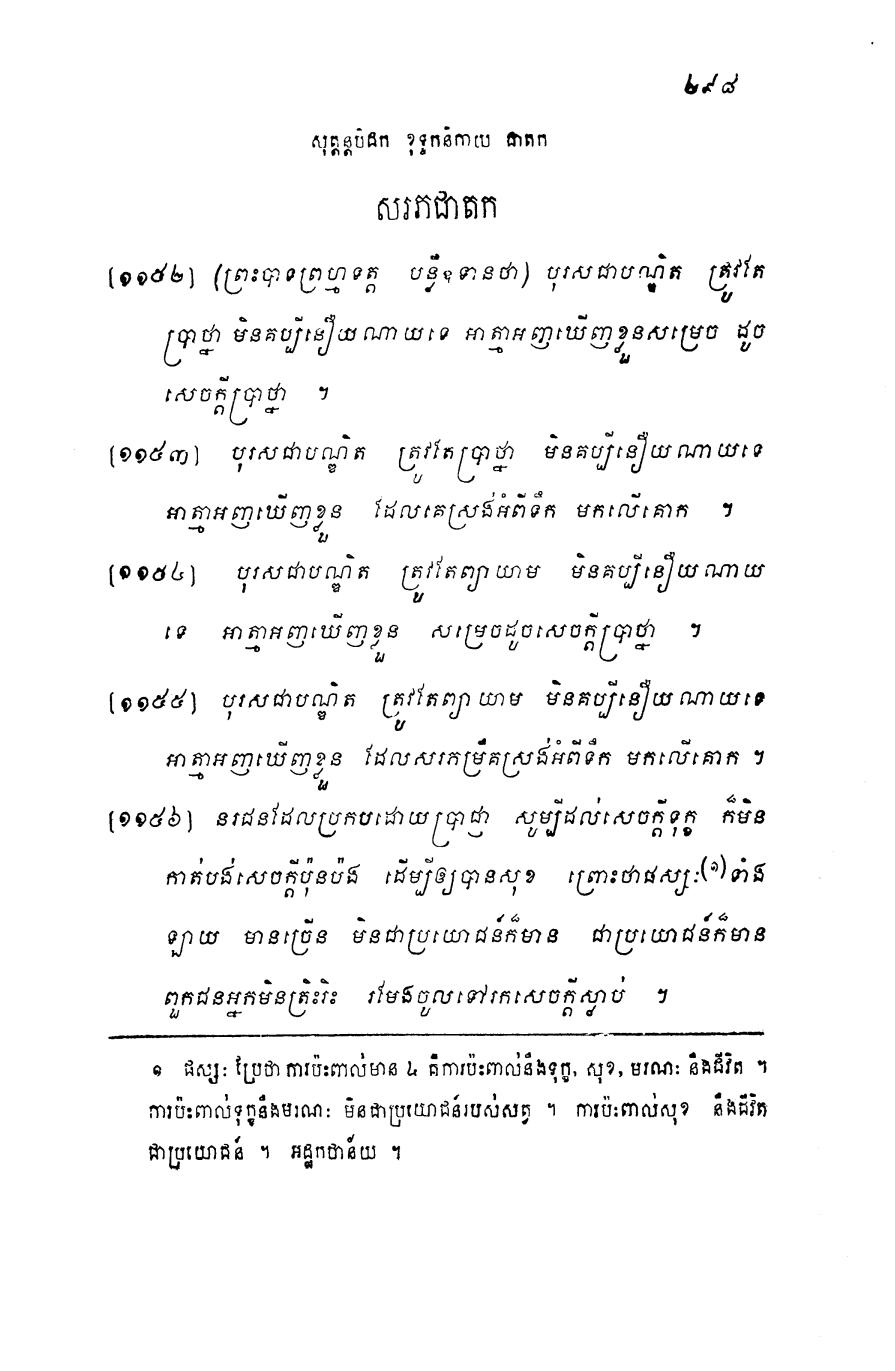 ២៩៨
សុត្តន្តបិដក ខុទ្ទកនិកាយ ជាតក
សរភជាតក
[១១៥២] (ព្រះបាទព្រហ្មទត្ត បន្លឺឧទានថា) បុរសជាបណ្ឌិត ត្រូវតែ
ប្រាថ្នា មិនគប្បីនឿយណាយទេ អាត្មាអញឃើញខ្លួនសម្រេច ដូច
សេចក្តីប្រាថ្នា ។
[១១៥៣] បុរសជាបណ្ឌិត ត្រូវតែប្រាថ្នា មិនគប្បីនឿយណាយទេ
អាត្មាអញឃើញខ្លួន ដែលគេស្រង់អំពីទឹក មកលើគោក ។
[១១៥៤] បុរសជាបណ្ឌិត ត្រូវតែព្យាយាម មិនគប្បីនឿយណាយ
ទេ អាត្មាអញឃើញខ្លួន សម្រេចដូចសេចក្តីប្រាថ្នា ។
[១១៥៥] បុរសជាបណ្ឌិត ត្រូវតែព្យាយាម មិនគប្បីនឿយណាយទេ
អាត្មាអញឃើញខ្លួន ដែលសរភម្រឹគស្រង់អំពីទឹក មកលើគោក ។
[១១៥៦] នរជនដែលប្រកបដោយប្រាជ្ញា សូម្បីដល់សេចក្តីទុក្ខ ក៏មិន
កាត់បង់សេចក្តីប៉ុនប៉ង ដើម្បីឲ្យបានសុខ ព្រោះថាផស្សៈ(១)ទាំង
ឡាយ មានច្រើន មិនជាប្រយោជន៍ក៏មាន ជាប្រយោជន៍ក៏មាន
ពួកជនអ្នកមិនត្រិះរិះ រមែងចូលទៅរកសេចក្តីស្លាប់ ។
១ ផស្សៈ ប្រែថា ការប៉ះពាល់មាន ៤ គឺការប៉ះពាល់នឹងទុក្ខ, សុខ, មរណៈ នឹងជីវិត ។
ការប៉ះពាល់ទុក្ខនឹងមរណៈ មិនជាប្រយោជន៍របស់សត្វ ។ ការប៉ះពាល់សុខ នឹងជីវិត
ជាប្រយោជន៍ ។ អដ្ឋកថាន័យ ។